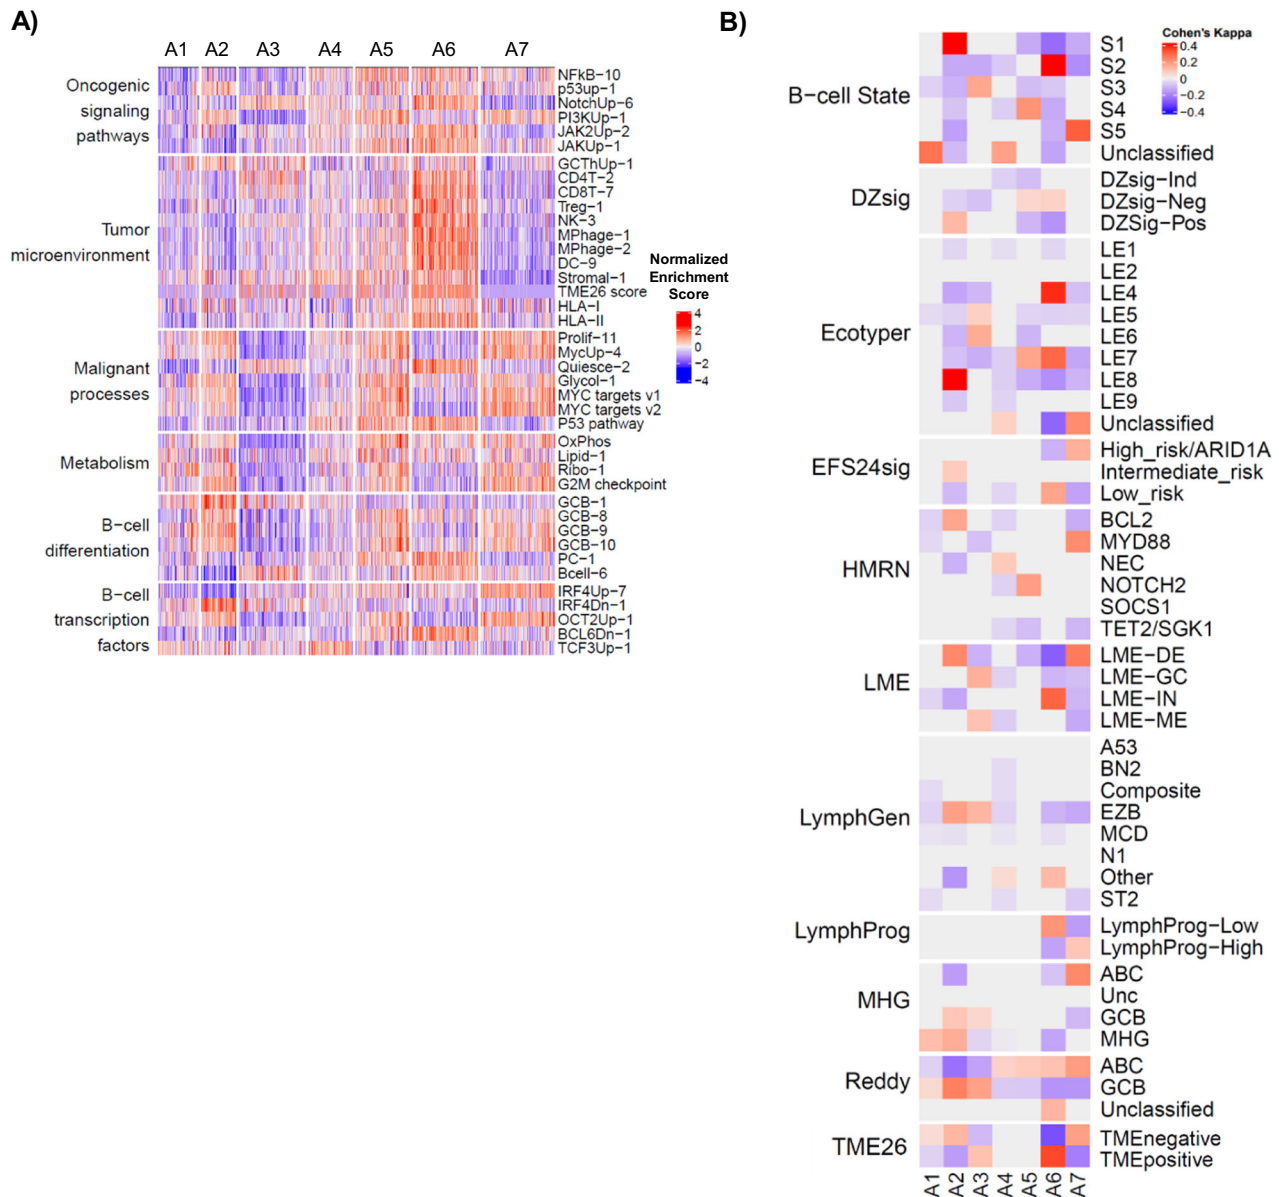 A)
A1 A2 A3 A4 A5 A6 A7
Oncogenic
signaling
pathways
NFkB-10
p53up-1
NotchUp-6
PI3KUp-1
JAK2Up-2
JAKUp-1
Tumor
microenvironment
GCThUp-1
CD4T-2
CD8T-7
Treg-1
NK-3
MPhage-1
MPhage-2
DC-9
Stromal-1
TME26 score
HLA-I
HLA-II
Malignant
processes
Prolif-11
MycUp-4
Quiesce-2
Glycol-1
MYC targets v1
MYC targets v2
P53 pathway
Metabolism
OxPhos
Lipid-1
Ribo-1
G2M checkpoint
B-cell
differentiation
GCB-1
GCB-8
GCB-9
GCB-10
PC-1
Bcell-6
B-cell
transcription
factors
IRF4Up-7
IRF4Dn-1
OCT2Up-1
BCL6Dn-1
TCF3Up-1
Normalized
Enrichment
Score
4
2
0
-2
-4
B)
Cohen's Kappa
0.4
0.2
0
-0.2
-0.4
B-cell State
S1
S2
S3
S4
S5
Unclassified
DZsig
DZsig-Ind
DZsig-Neg
DZSig-Pos
Ecotyper
LE1
LE2
LE4
LE5
LE6
LE7
LE8
LE9
Unclassified
EFS24sig
High_risk/ARID1A
Intermediate_risk
Low_risk
HMRN
BCL2
MYD88
NEC
NOTCH2
SOCS1
TET2/SGK1
LME
LME-DE
LME-GC
LME-IN
LME-ME
LymphGen
A53
BN2
Composite
EZB
MCD
N1
Other
ST2
LymphProg
LymphProg-Low
LymphProg-High
MHG
ABC
Unc
GCB
MHG
Reddy
ABC
GCB
Unclassified
TME26
TMEnegative
TMEpositive
A1 A2 A3 A4 A5 A6 A7